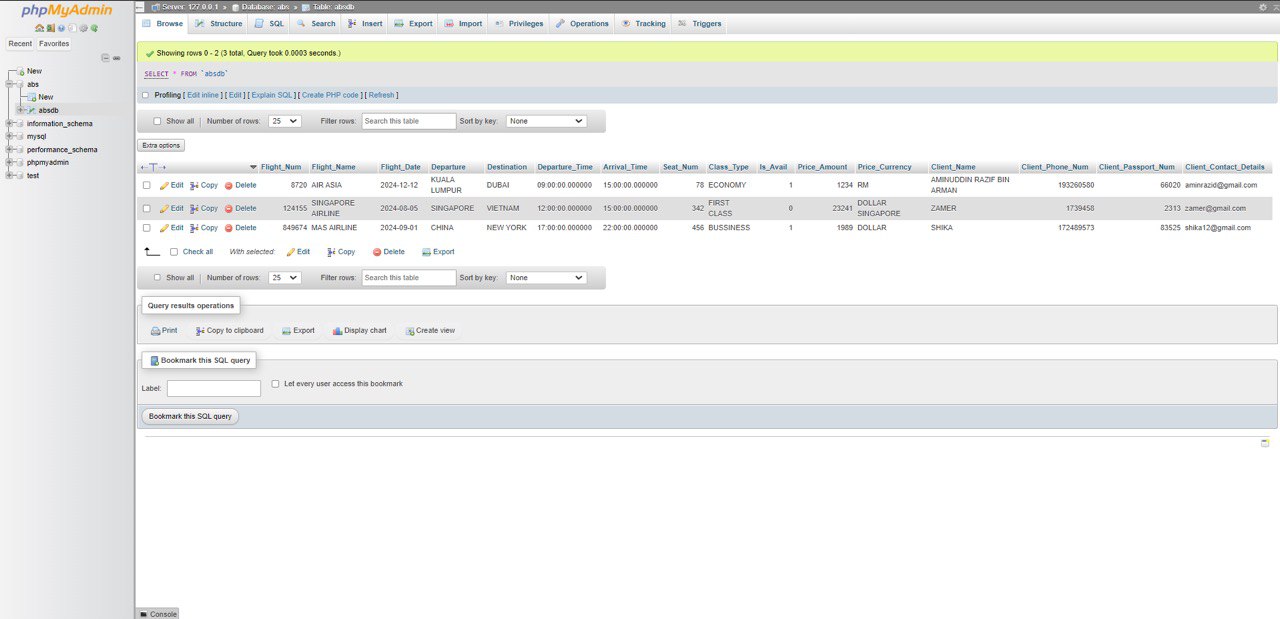 phpMyAdmin
Recent Favorites
New
abs
New
absdb
information_schema
mysql
performance_schema
phpmyadmin
test
Server: 127.0.0.1 » Database: abs » Table: absdb
Browse Structure SQL Search Insert Export Import Privileges Operations Tracking Triggers
Showing rows 0 - 2 (3 total, Query took 0.0003 seconds.)
SELECT * FROM `absdb`
Profiling [ Edit inline ] [ Edit ] [ Explain SQL ] [ Create PHP code ] [ Refresh ]
Show all | Number of rows: 25 Filter rows: Search this table Sort by key: None
Extra options
←T→ Flight_Num Flight_Name Flight_Date Departure Destination Departure_Time Arrival_Time Seat_Num Class_Type Is_Avail Price_Amount Price_Currency Client_Name Client_Phone_Num Client_Passport_Num Client_Contact_Details
Edit Copy Delete 8720 AIR ASIA 2024-12-12 KUALA LUMPUR DUBAI 09:00:00.000000 15:00:00.000000 78 ECONOMY 1 1234 RM AMINUDDIN RAZIF BIN ARMAN 193260580 66020 aminrazid@gmail.com
Edit Copy Delete 124155 SINGAPORE AIRLINE 2024-08-05 SINGAPORE VIETNAM 12:00:00.000000 15:00:00.000000 342 FIRST CLASS 0 23241 DOLLAR SINGAPORE ZAMER 1739458 2313 zamer@gmail.com
Edit Copy Delete 849674 MAS AIRLINE 2024-09-01 CHINA NEW YORK 17:00:00.000000 22:00:00.000000 456 BUSSINESS 1 1989 DOLLAR SHIKA 172489573 83525 shika12@gmail.com
Check all With selected: Edit Copy Delete Export
Show all | Number of rows: 25 Filter rows: Search this table Sort by key: None
Query results operations
Print Copy to clipboard Export Display chart Create view
Bookmark this SQL query
Label: Let every user access this bookmark
Bookmark this SQL query
Console